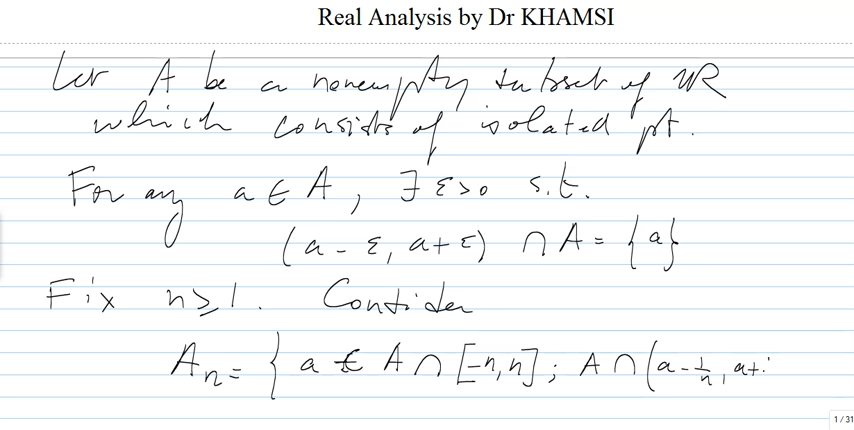 Real Analysis by Dr KHAMSI
Let A be a nonempty subset of ℝ
which consists of isolated pt.
For any a ∈ A, ∃ ε>0 s.t.
(a - ε, a + ε) ∩ A = {a}
Fix n ≥ 1. Consider
Aₙ = { a ∈ A ∩ [-n, n]; A ∩ (a - 1/n, a+
1 / 31